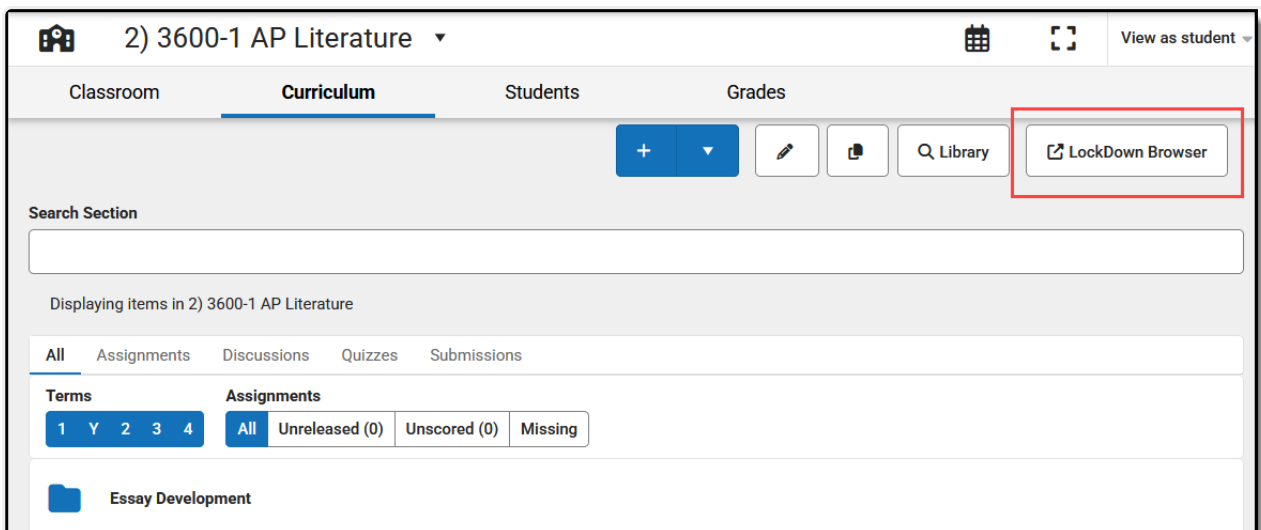 2) 3600-1 AP Literature
View as student
Classroom Curriculum Students Grades
+ Library LockDown Browser
Search Section
Displaying items in 2) 3600-1 AP Literature
All Assignments Discussions Quizzes Submissions
Terms Assignments
1 Y 2 3 4 All Unreleased (0) Unscored (0) Missing
Essay Development